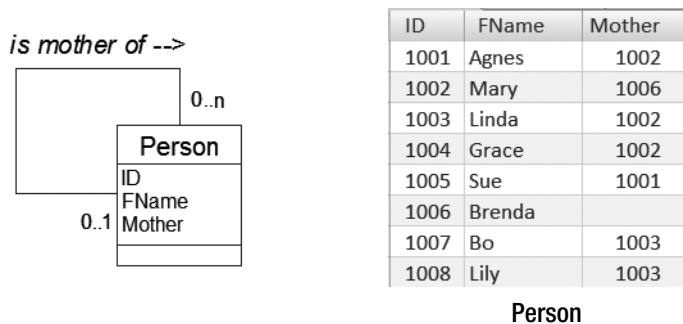 is mother of -->
0..n
Person
ID
FName
Mother
0..1
ID FName Mother
1001 Agnes 1002
1002 Mary 1006
1003 Linda 1002
1004 Grace 1002
1005 Sue 1001
1006 Brenda
1007 Bo 1003
1008 Lily 1003
Person